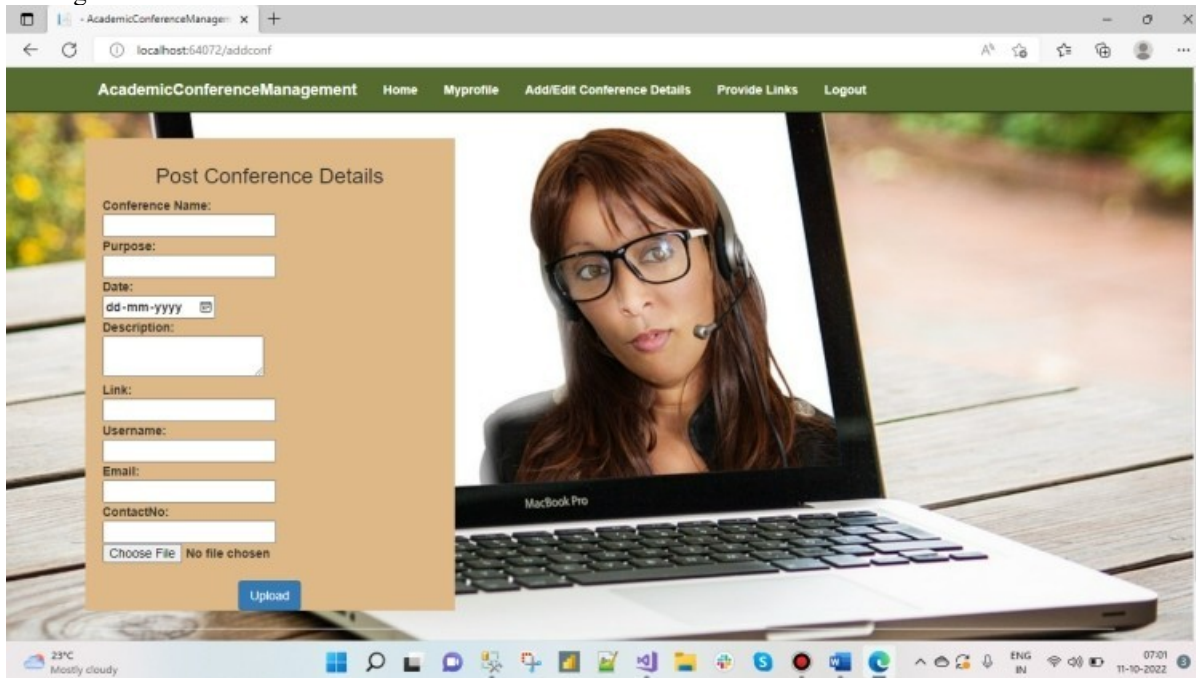 - AcademicConferenceManagem
localhost:64072/addconf
AcademicConferenceManagement Home Myprofile Add/Edit Conference Details Provide Links Logout
Post Conference Details
Conference Name:
Purpose:
Date:
dd-mm-yyyy
Description:
Link:
Username:
Email:
ContactNo:
Choose File No file chosen
Upload
MacBook Pro
23°C
Mostly cloudy
ENG
IN
07:01
11-10-2022